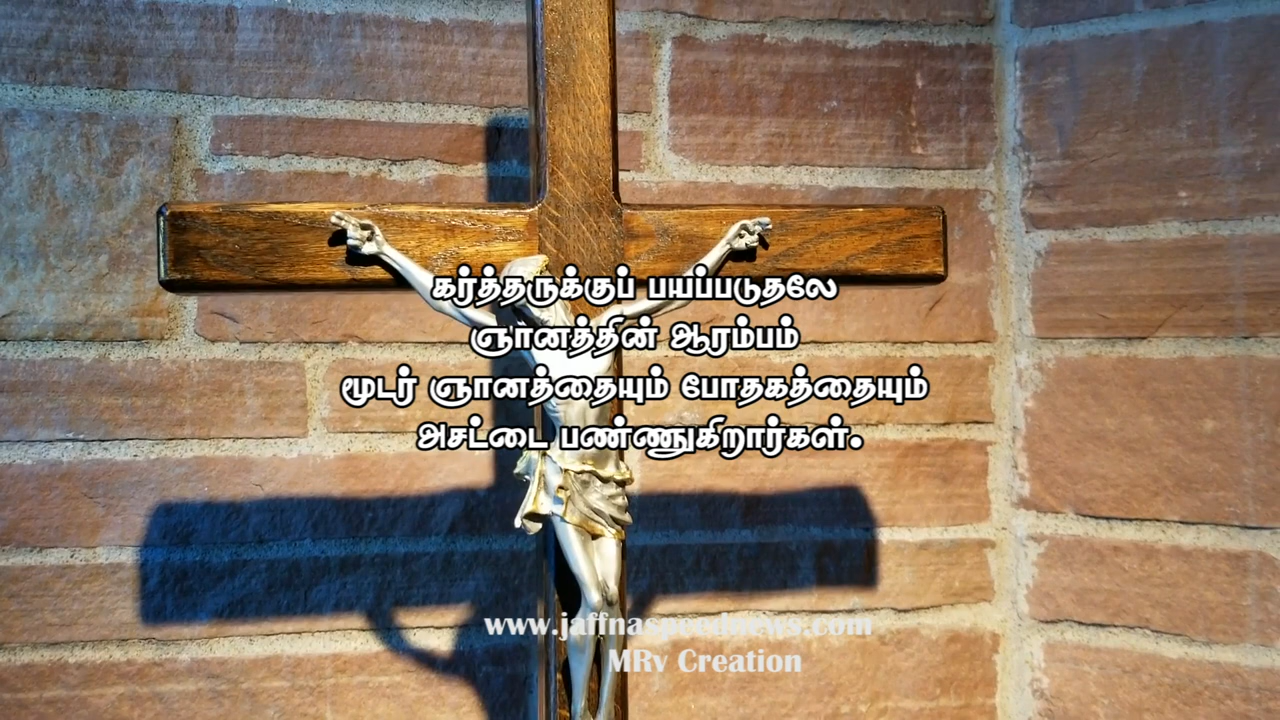 கர்த்தருக்குப் பயப்படுதலே
ஞானத்தின் ஆரம்பம்
மூடர் ஞானத்தையும் போதகத்தையும்
அசட்டை பண்ணுகிறார்கள்.
www.jaffnaspeednews.com
MRv Creation